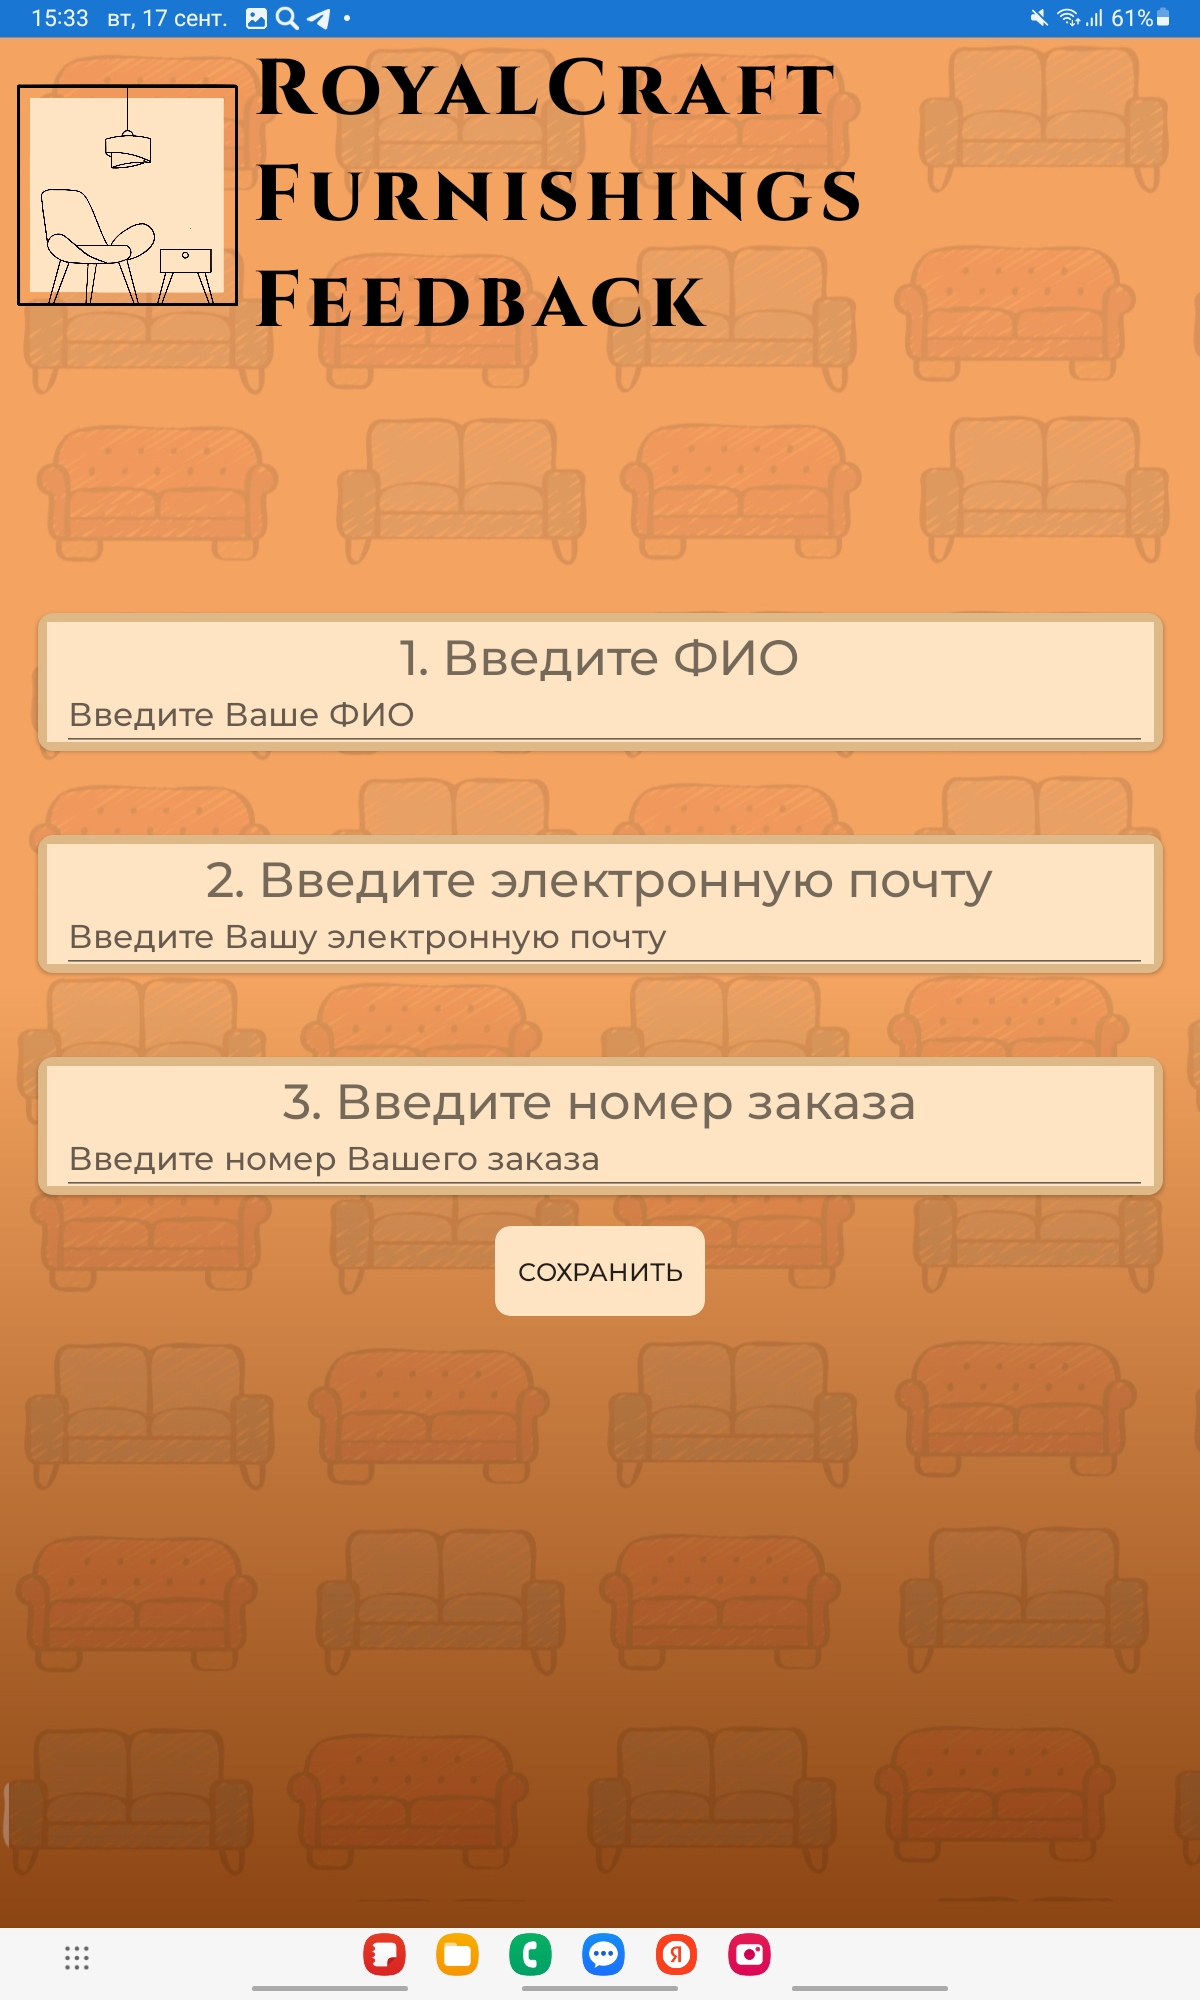 15:33 вт, 17 сент. 61%
RoyalCraft
Furnishings
Feedback
1. Введите ФИО
Введите Ваше ФИО
2. Введите электронную почту
Введите Вашу электронную почту
3. Введите номер заказа
Введите номер Вашего заказа
СОХРАНИТЬ
Я